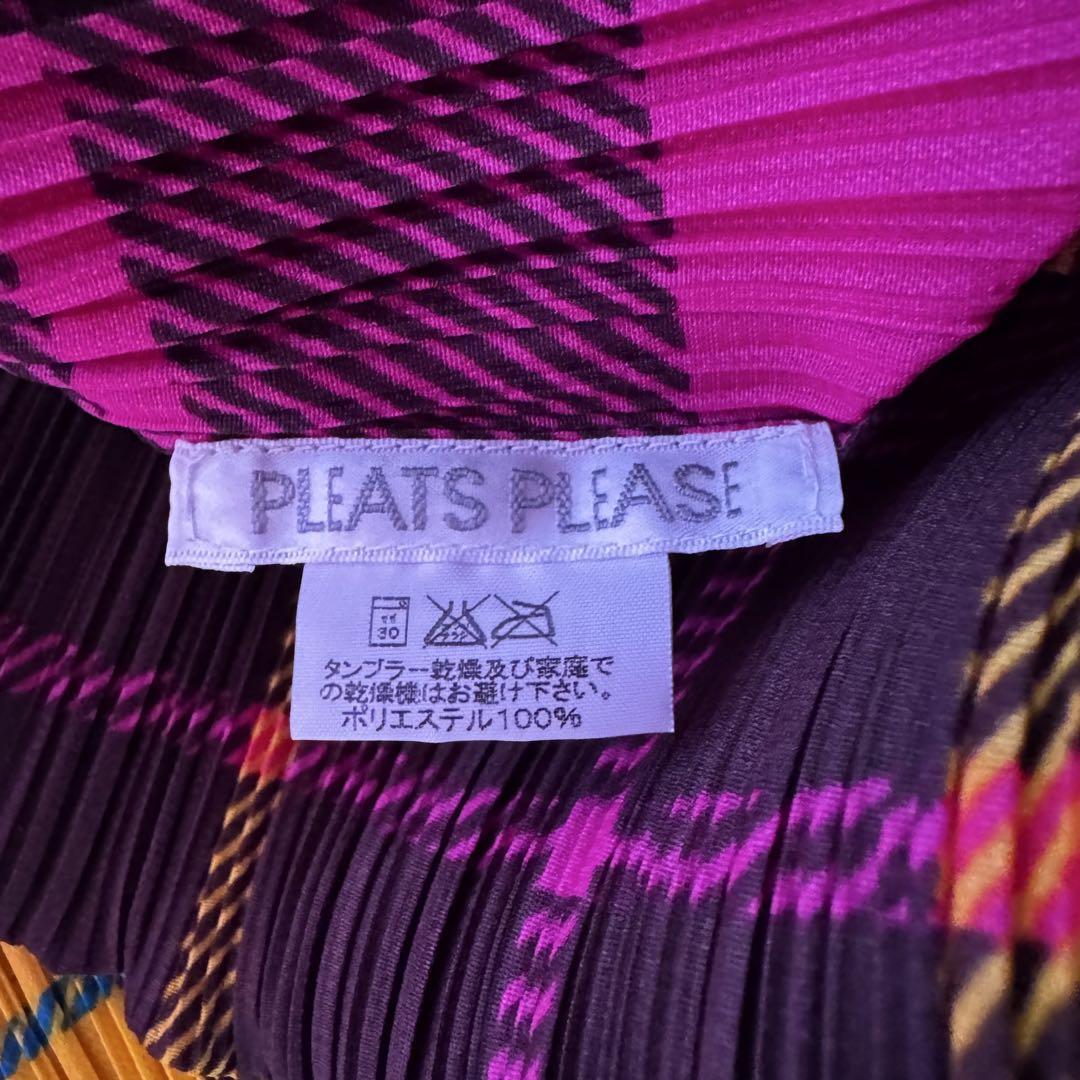 PLEATS PLEASE
30
タンブラー乾燥及び家庭で
の乾燥機はお避け下さい。
ポリエステル100%